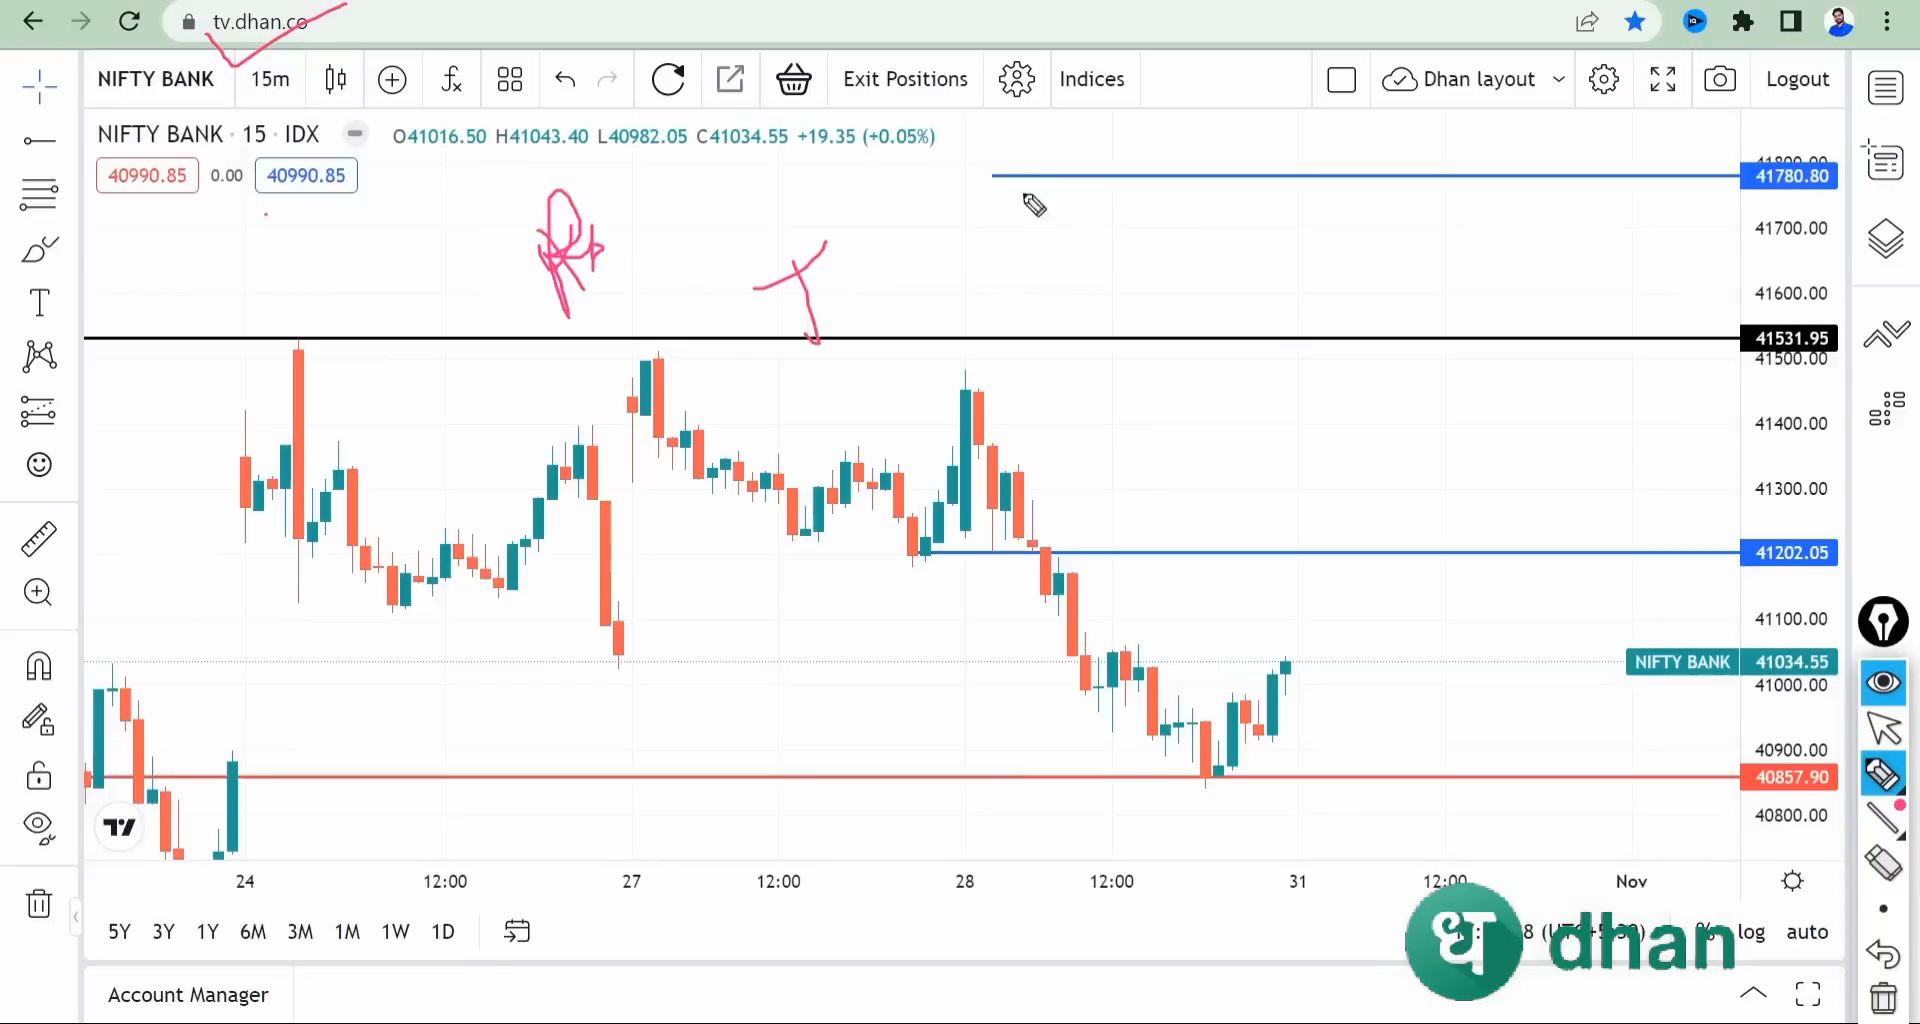 tv.dhan.co
NIFTY BANK 15m Exit Positions Indices Dhan layout Logout
NIFTY BANK · 15 · IDX O41016.50 H41043.40 L40982.05 C41034.55 +19.35 (+0.05%)
40990.85 0.00 40990.85
41780.80
41700.00
41600.00
41531.95
41500.00
41400.00
41300.00
41202.05
41100.00
NIFTY BANK 41034.55
41000.00
40900.00
40857.90
40800.00
24 12:00 27 12:00 28 12:00 31 12:00 Nov
5Y 3Y 1Y 6M 3M 1M 1W 1D log auto
ध dhan
Account Manager